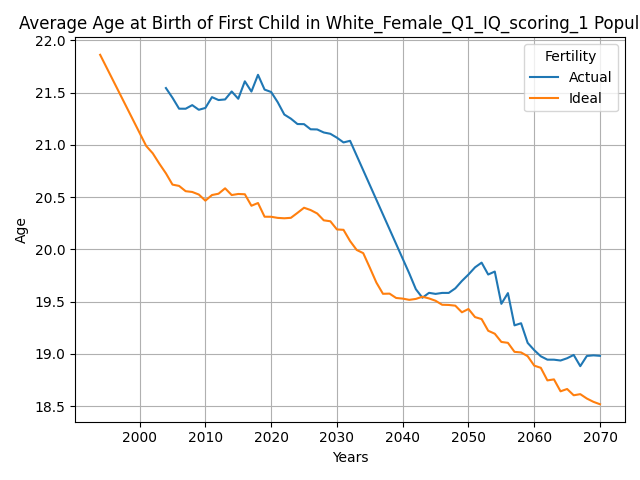 Average Age at Birth of First Child in White_Female_Q1_IQ_scoring_1 Popul
Fertility
Actual
Ideal
22.0
21.5
21.0
20.5
20.0
19.5
19.0
18.5
Age
2000 2010 2020 2030 2040 2050 2060 2070
Years